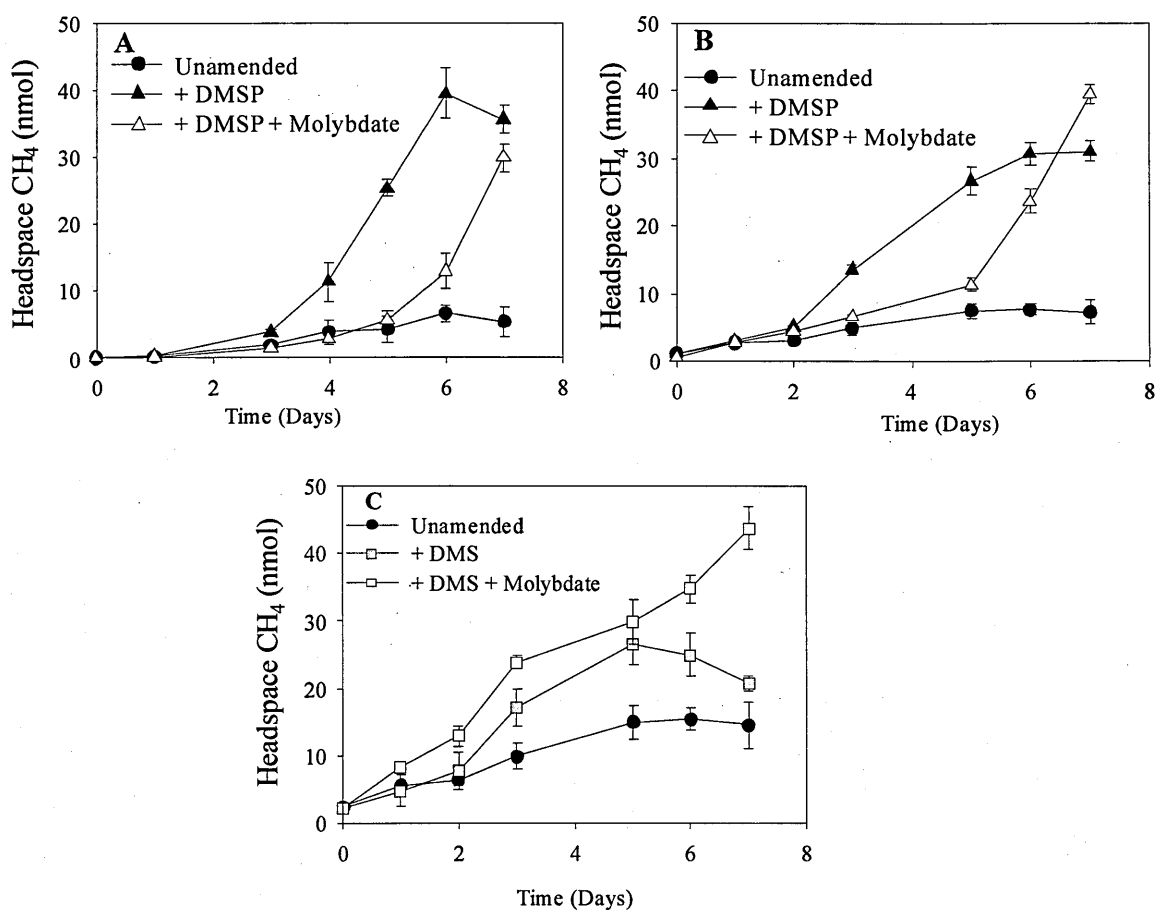 A
Unamended
+ DMSP
+ DMSP + Molybdate
Headspace CH4 (nmol)
50
40
30
20
10
0
0 2 4 6 8
Time (Days)
B
Unamended
+ DMSP
+ DMSP + Molybdate
Headspace CH4 (nmol)
50
40
30
20
10
0
0 2 4 6 8
Time (Days)
C
Unamended
+ DMS
+ DMS + Molybdate
Headspace CH4 (nmol)
50
40
30
20
10
0
0 2 4 6 8
Time (Days)